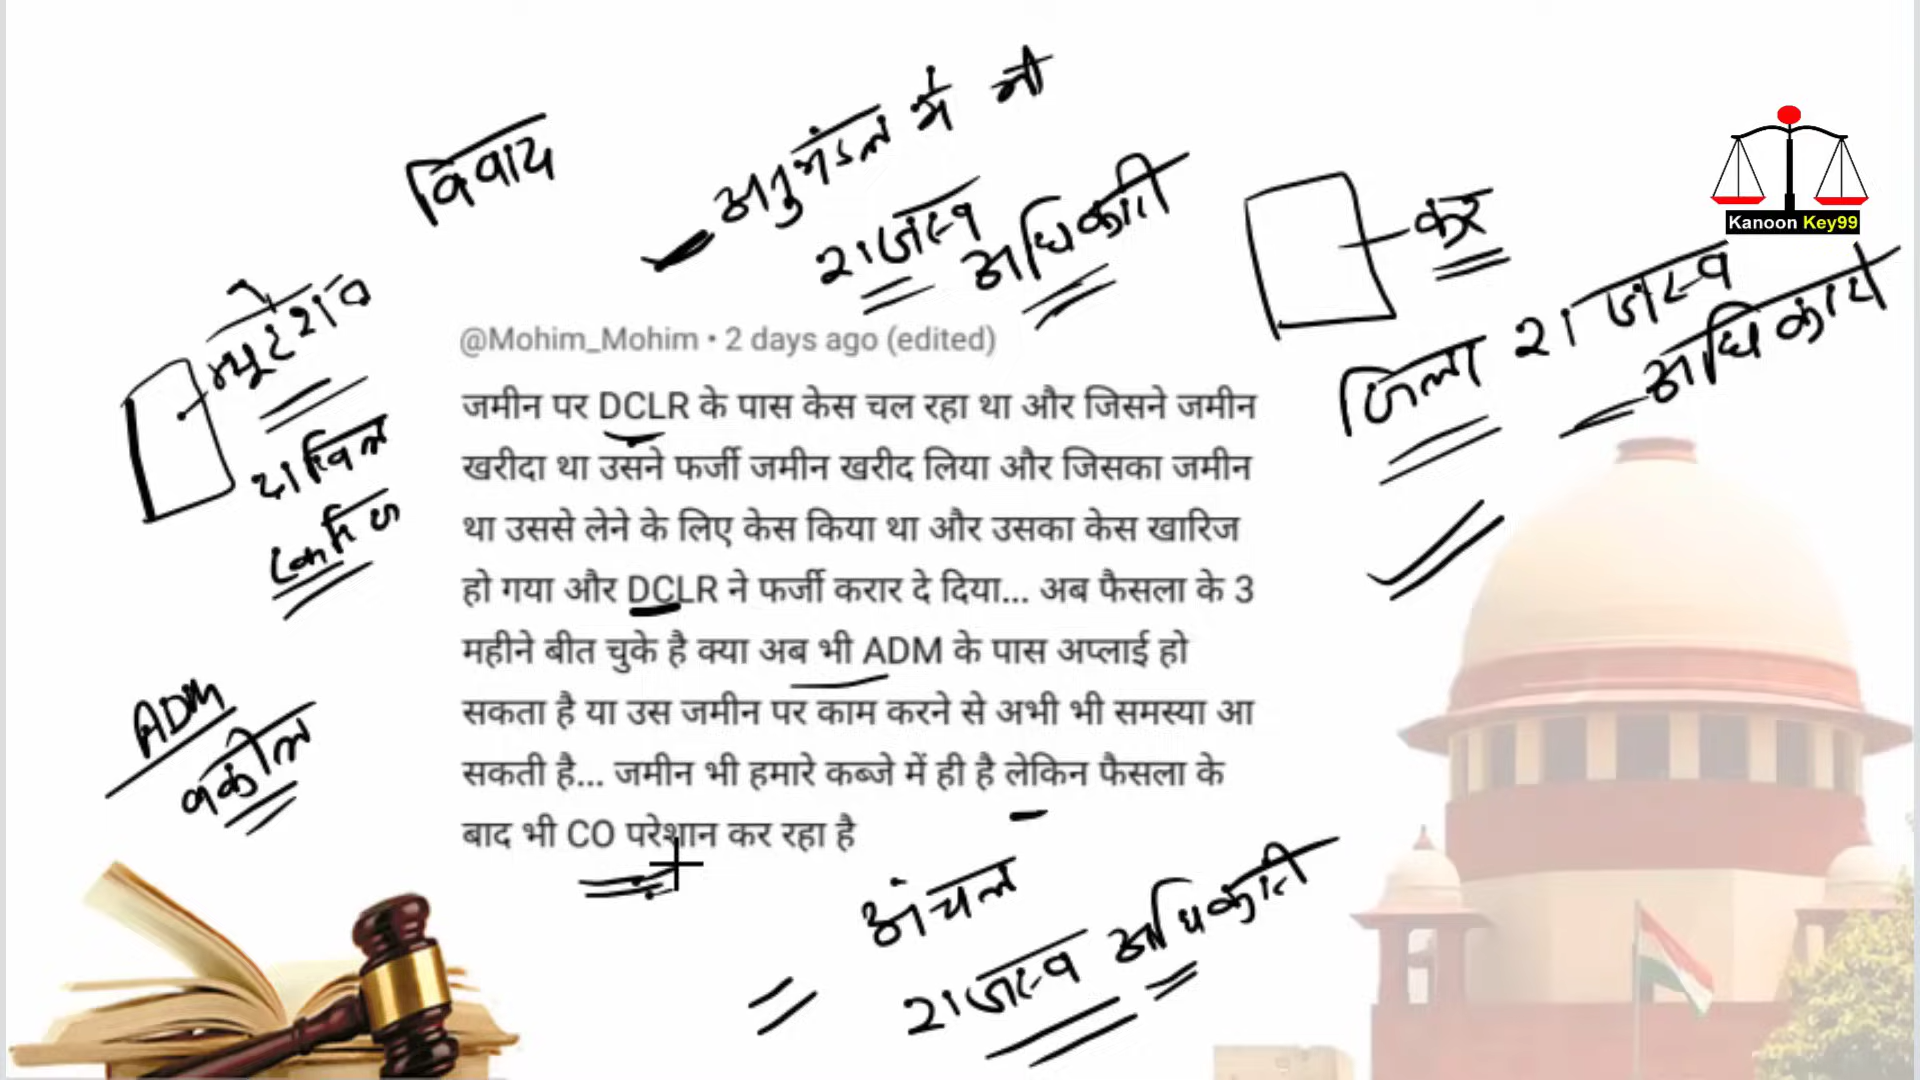 विवाद
अनुमंडल में जो
राजस्व अधिकारी
कर
Kanoon Key99
जिला राजस्व
अधिकारी
म्यूटेशन
दाखिल
खारिज
@Mohim_Mohim • 2 days ago (edited)
जमीन पर DCLR के पास केस चल रहा था और जिसने जमीन
खरीदा था उसने फर्जी जमीन खरीद लिया और जिसका जमीन
था उससे लेने के लिए केस किया था और उसका केस खारिज
हो गया और DCLR ने फर्जी करार दे दिया... अब फैसला के 3
महीने बीत चुके है क्या अब भी ADM के पास अप्लाई हो
सकता है या उस जमीन पर काम करने से अभी भी समस्या आ
सकती है... जमीन भी हमारे कब्जे में ही है लेकिन फैसला के
बाद भी CO परेशान कर रहा है
ADM
वकील
अंचल
राजस्व अधिकारी